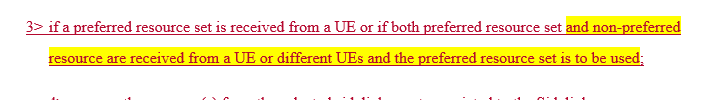 3> if a preferred resource set is received from a UE or if both preferred resource set and non-preferred
resource are received from a UE or different UEs and the preferred resource set is to be used;